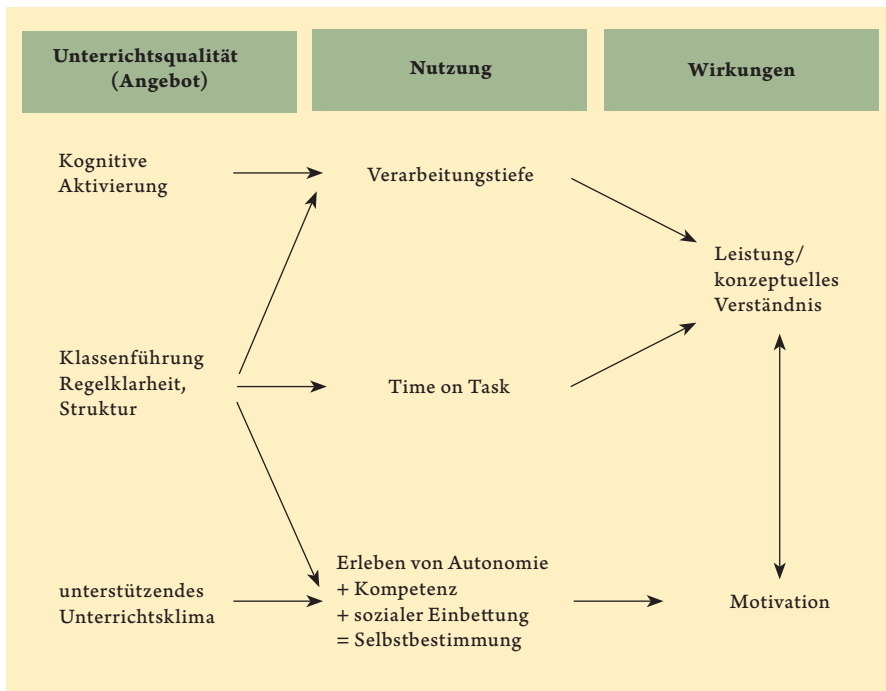 Unterrichtsqualität
(Angebot)
Nutzung
Wirkungen
Kognitive
Aktivierung
Verarbeitungstiefe
Leistung/
konzeptuelles
Verständnis
Klassenführung
Regelklarheit,
Struktur
Time on Task
unterstützendes
Unterrichtsklima
Erleben von Autonomie
+ Kompetenz
+ sozialer Einbettung
= Selbstbestimmung
Motivation